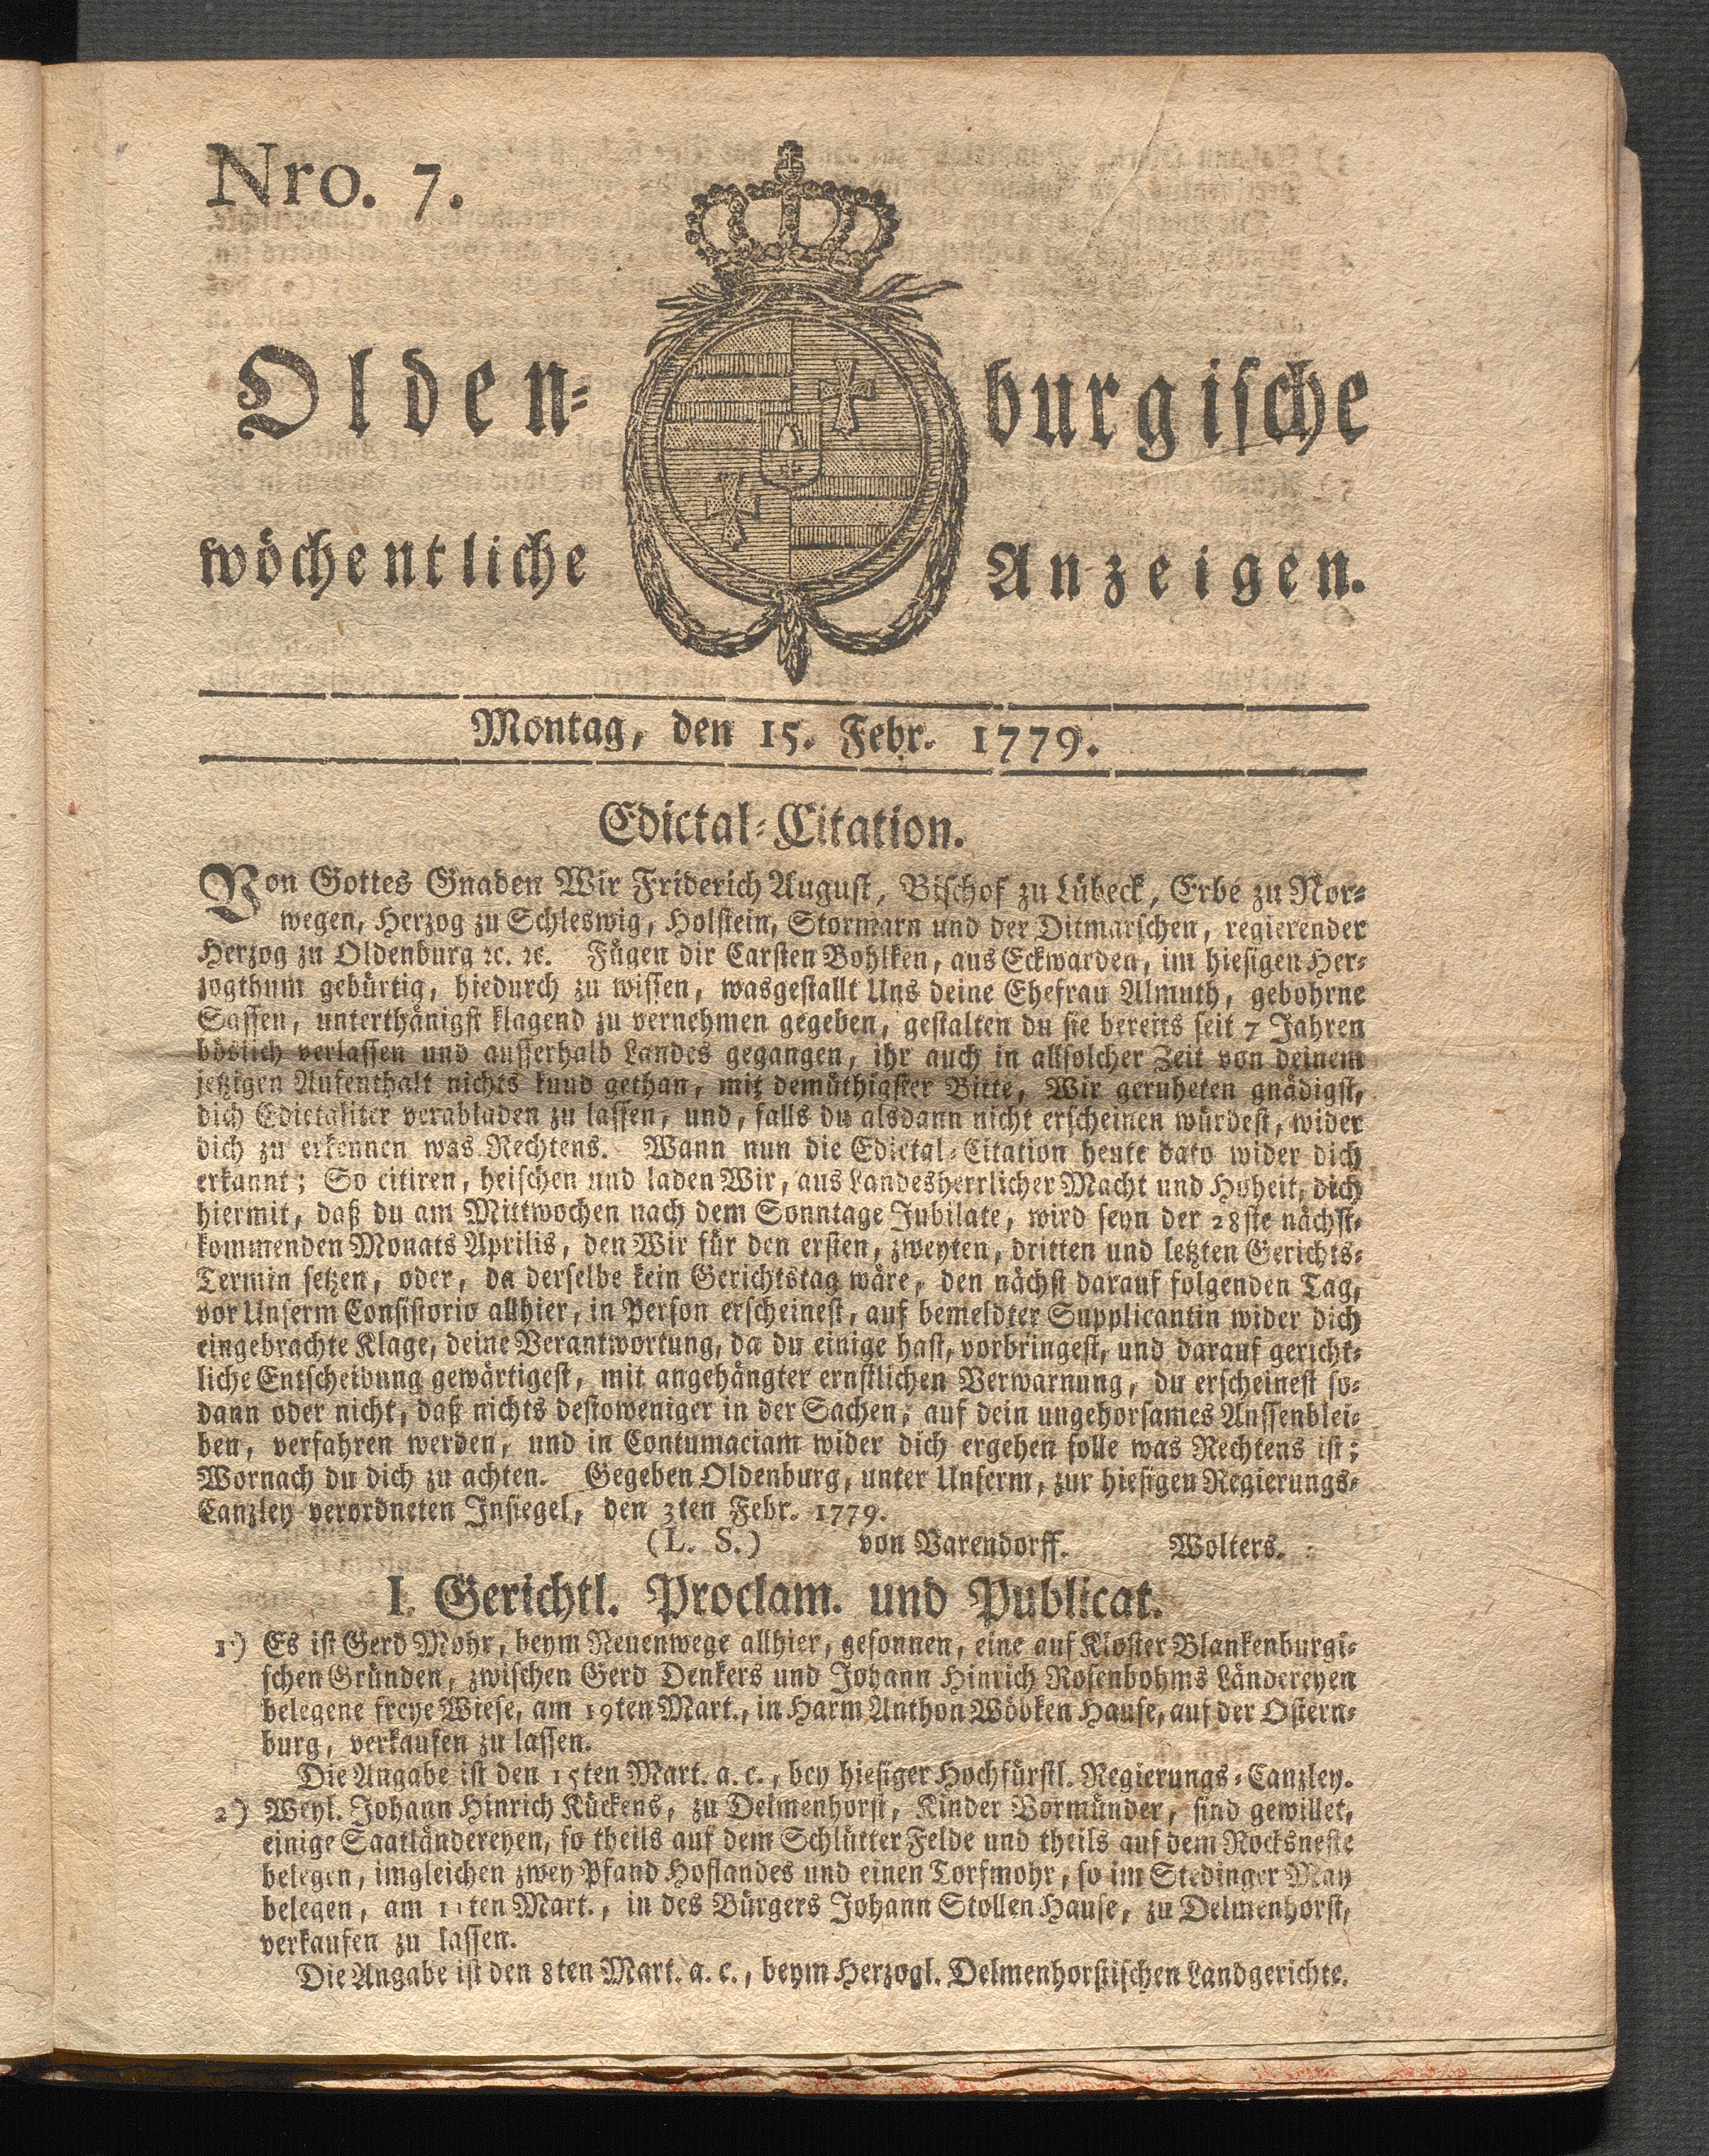 Nro. 7.
Olden-burgische
wöchentliche Anzeigen.
Montag, den 15. Febr. 1779.
Edictal-Citation.
Von Gottes Gnaden Wir Friderich August, Bischof zu Lübeck, Erbe zu Nor-
wegen, Herzog zu Schleswig, Holstein, Stormarn und der Ditmarschen, regierender
Herzog zu Oldenburg ꝛc. ꝛc. Fügen dir Carsten Bohlken, aus Eckwarden, im hiesigen Her-
zogthum gebürtig, hiedurch zu wissen, wasgestallt Uns deine Ehefrau Almuth, gebohrne
Sassen, unterthänigst klagend zu vernehmen gegeben, gestalten du sie bereits seit 7 Jahren
böslich verlassen und ausserhalb Landes gegangen, ihr auch in allsolcher Zeit von deinem
jetzigen Aufenthalt nichts kund gethan, mit demüthigster Bitte, Wir geruheten gnädigst,
dich Edictaliter verabladen zu lassen, und, falls du alsdann nicht erscheinen würdest, wider
dich zu erkennen was Rechtens. Wann nun die Edictal-Citation heute dato wider dich
erkannt; So citiren, heischen und laden Wir, aus Landesherrlicher Macht und Hoheit, dich
hiermit, daß du am Mittwochen nach dem Sonntage Jubilate, wird seyn der 28ste nächst-
kommenden Monats Aprilis, den Wir für den ersten, zweyten, dritten und letzten Gerichts-
Termin setzen, oder, da derselbe kein Gerichtstag wäre, den nächst darauf folgenden Tag,
vor Unserm Consistorio allhier, in Person erscheinest, auf bemeldter Supplicantin wider dich
eingebrachte Klage, deine Verantwortung, da du einige hast, vorbringest, und darauf gericht-
liche Entscheidung gewärtigest, mit angehängter ernstlichen Verwarnung, du erscheinest so-
dann oder nicht, daß nichts destoweniger in der Sachen, auf dein ungehorsames Aussenblei-
ben, verfahren werden, und in Contumaciam wider dich ergehen solle was Rechtens ist;
Wornach du dich zu achten. Gegeben Oldenburg, unter Unserm, zur hiesigen Regierungs-
Canzley verordneten Insiegel, den 3ten Febr. 1779.
(L. S.) von Varendorff. Wolters.
I. Gerichtl. Proclam. und Publicat.
1.) Es ist Gerd Mohr, beym Neuenwege allhier, gesonnen, eine auf Kloster Blankenburgi-
schen Gründen, zwischen Gerd Denkers und Johann Hinrich Rosenbohms Ländereyen
belegene freye Wiese, am 19ten Mart., in Harm Anthon Wöbken Hause, auf der Ostern-
burg, verkaufen zu lassen.
Die Angabe ist den 15ten Mart. a. c., bey hiesiger Hochfürstl. Regierungs-Canzley.
2) Weyl. Johann Hinrich Kückens, zu Delmenhorst, Kinder Vormünder, sind gewillet,
einige Saatländereyen, so theils auf dem Schlütter Felde und theils auf dem Rocksneste
belegen, imgleichen zwey Pfand Hoflandes und einen Torfmohr, so im Stedinger May
belegen, am 11ten Mart., in des Bürgers Johann Stollen Hause, zu Delmenhorst,
verkaufen zu lassen.
Die Angabe ist den 8ten Mart. a. c., beym Herzogl. Delmenhorstischen Landgerichte.